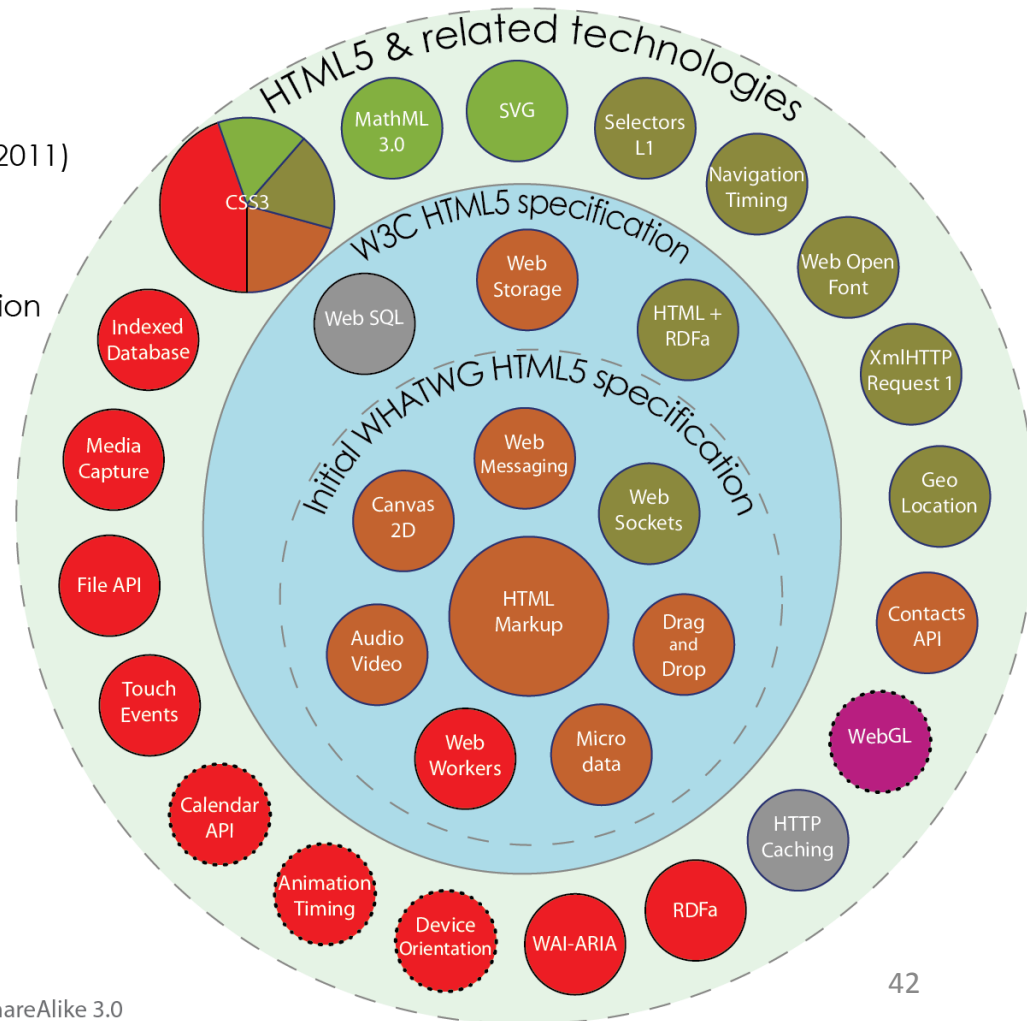 HTML5 & related technologies
2011)
ion
MathML
3.0
SVG
Selectors
L1
Navigation
Timing
CSS3
W3C HTML5 specification
Web Open
Font
Web
Storage
Web SQL
HTML +
RDFa
Indexed
Database
XmlHTTP
Request 1
Initial WHATWG HTML5 specification
Media
Capture
Web
Messaging
Canvas
2D
Web
Sockets
Geo
Location
File API
HTML
Markup
Audio
Video
Drag
and
Drop
Contacts
API
Touch
Events
Web
Workers
Micro
data
WebGL
Calendar
API
HTTP
Caching
Animation
Timing
Device
Orientation
WAI-ARIA
RDFa
42
hareAlike 3.0